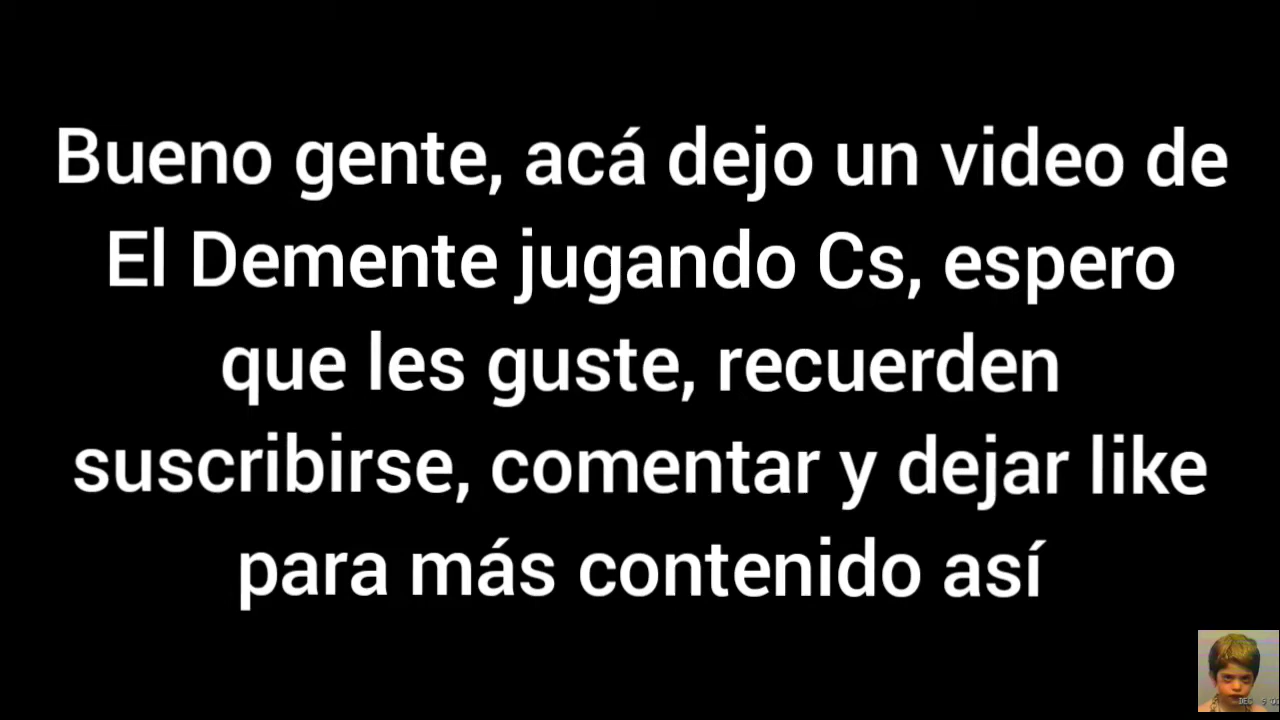 Bueno gente, acá dejo un video de
El Demente jugando Cs, espero
que les guste, recuerden
suscribirse, comentar y dejar like
para más contenido así
DEC